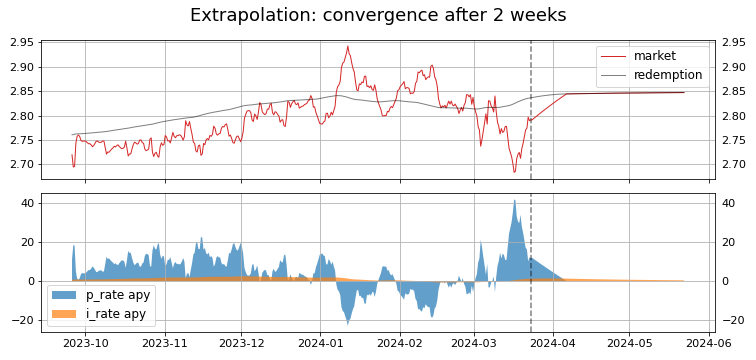 Extrapolation: convergence after 2 weeks
2.95 2.95
2.90 2.90
2.85 2.85
2.80 2.80
2.75 2.75
2.70 2.70
market
redemption
40 40
20 20
0 0
−20 −20
p_rate apy
i_rate apy
2023-10 2023-11 2023-12 2024-01 2024-02 2024-03 2024-04 2024-05 2024-06